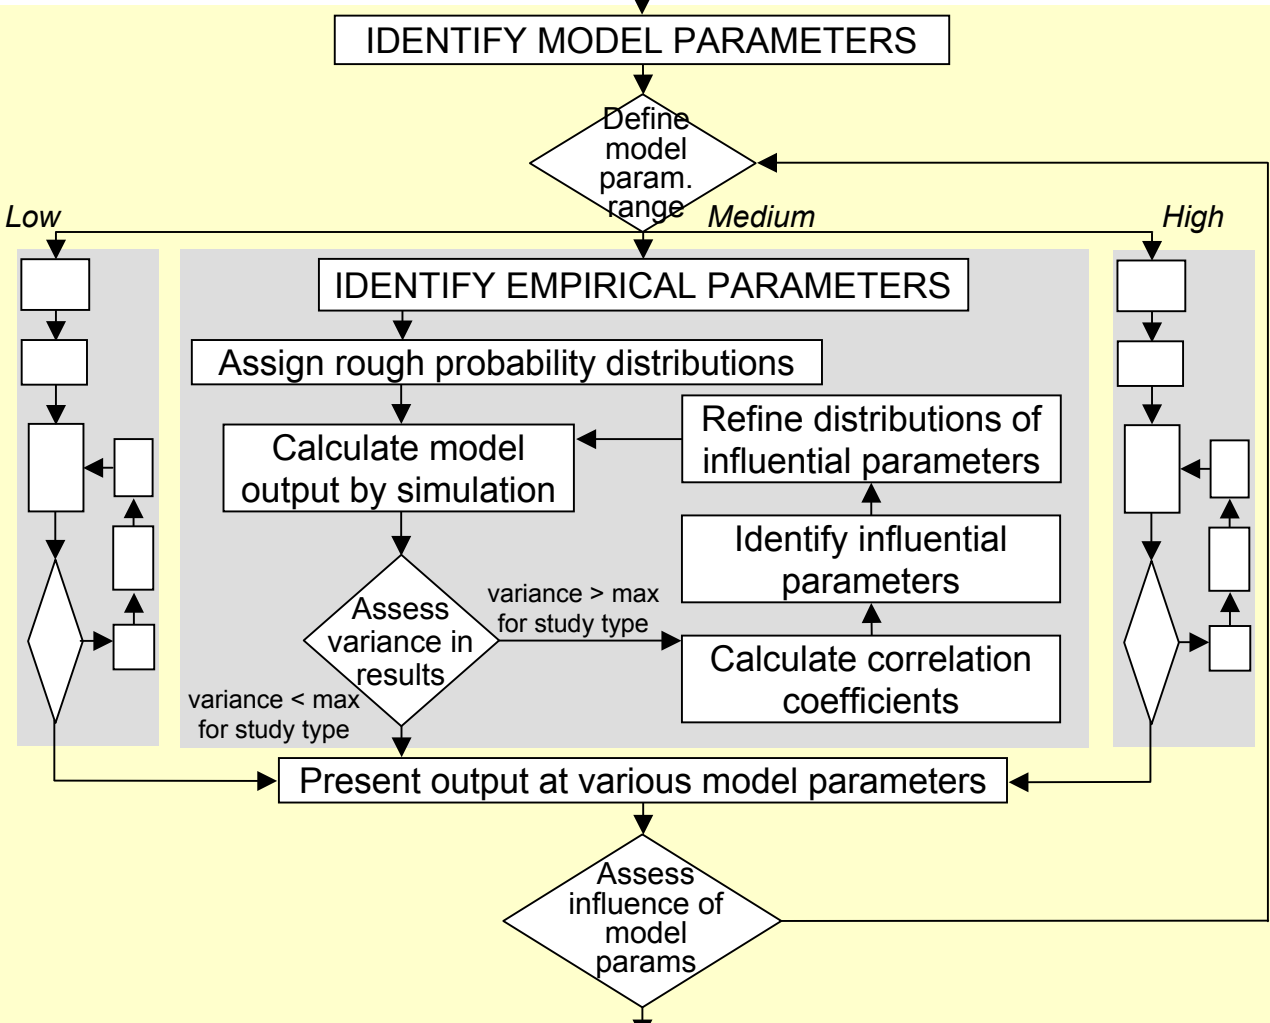 IDENTIFY MODEL PARAMETERS
Define
model
param.
range
Low
Medium
High
IDENTIFY EMPIRICAL PARAMETERS
Assign rough probability distributions
Calculate model
output by simulation
Refine distributions of
influential parameters
Identify influential
parameters
Assess
variance in
results
variance > max
for study type
Calculate correlation
coefficients
variance < max
for study type
Present output at various model parameters
Assess
influence of
model
params